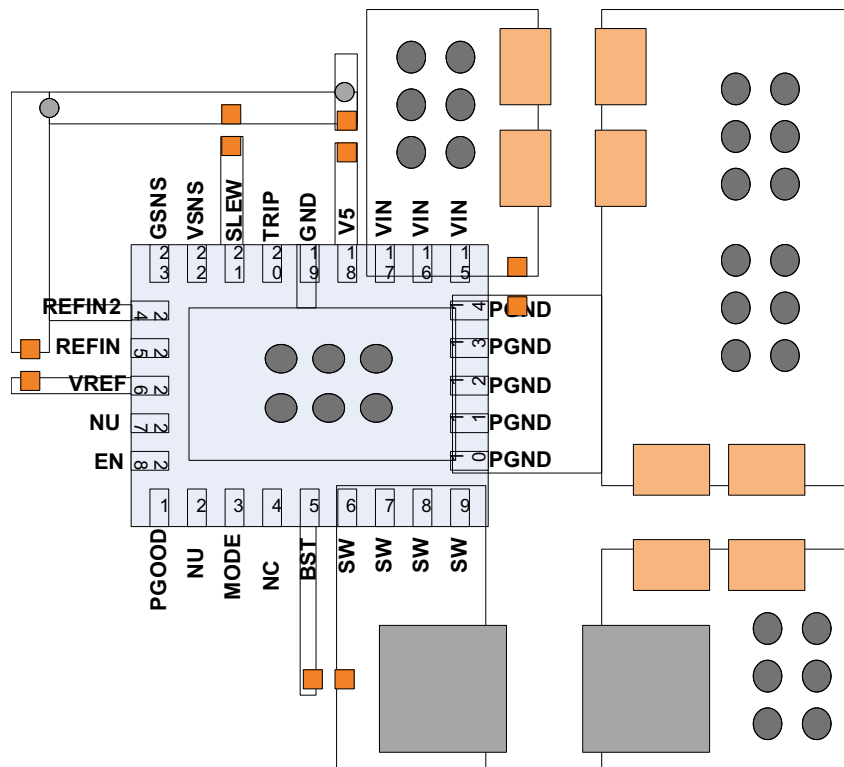 GSNS
VSNS
SLEW
TRIP
GND
V5
VIN
VIN
VIN
23
22
21
20
19
18
17
16
15
REFIN2
24
14
PGND
REFIN
25
13
PGND
VREF
26
12
PGND
NU
27
11
PGND
EN
28
10
PGND
1
2
3
4
5
6
7
8
9
PGOOD
NU
MODE
NC
BST
SW
SW
SW
SW